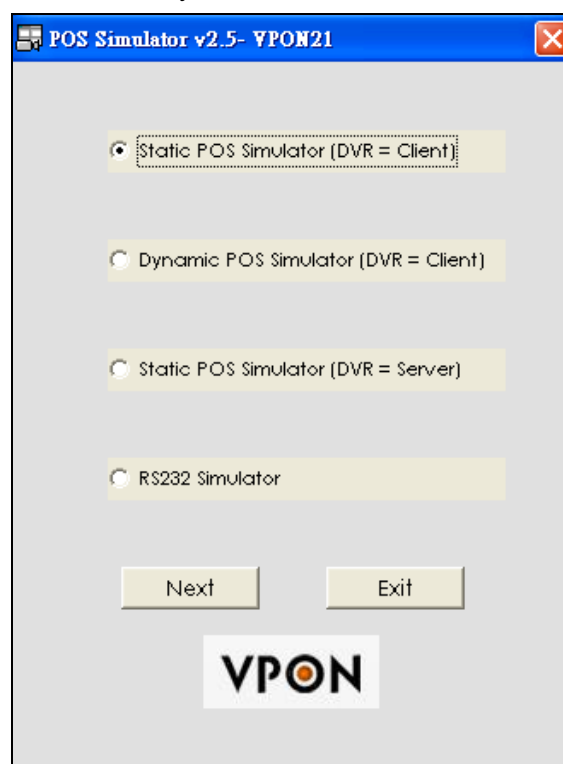 POS Simulator v2.5- VPON21
Static POS Simulator (DVR = Client)
Dynamic POS Simulator (DVR = Client)
Static POS Simulator (DVR = Server)
RS232 Simulator
Next Exit
VPON